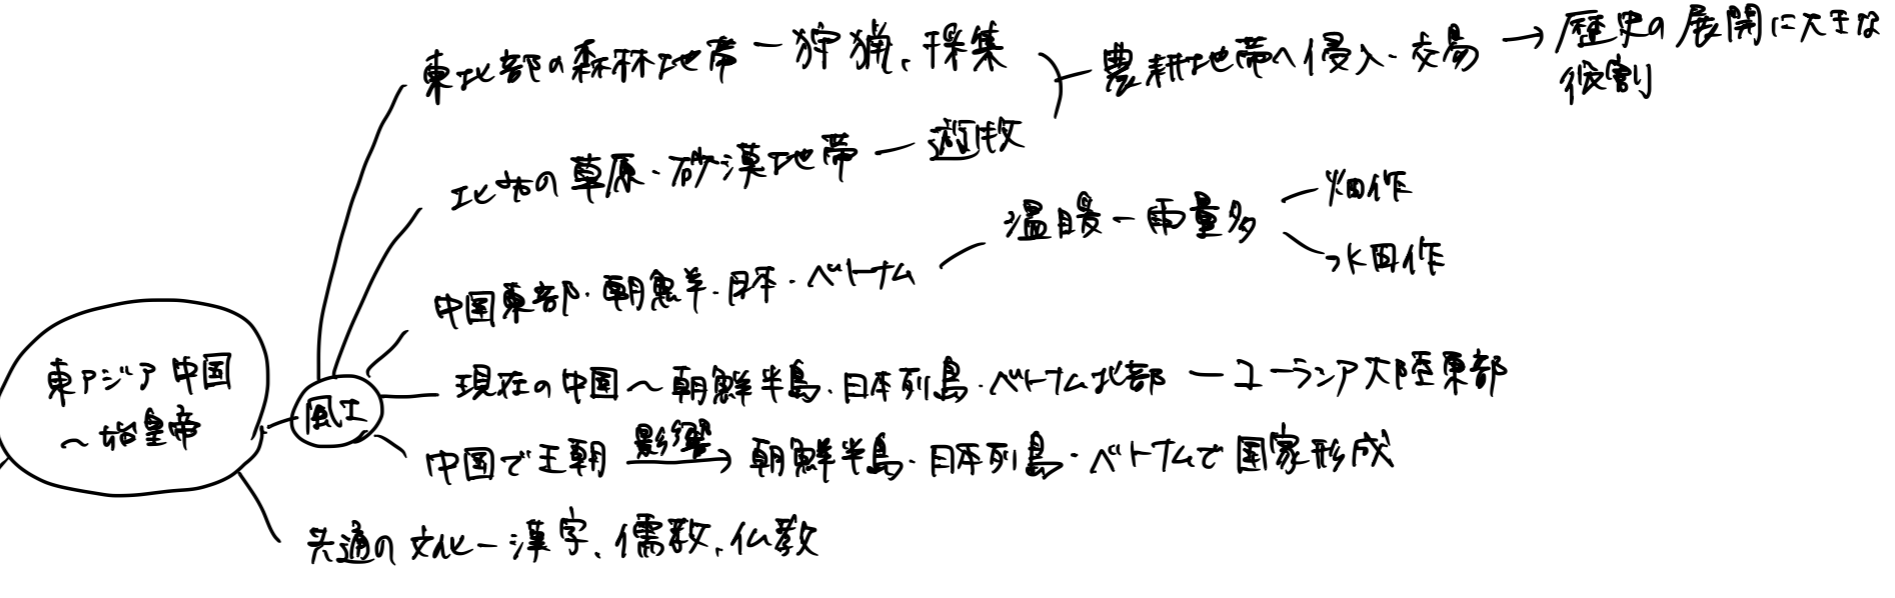 東北部の森林地帯ー狩猟、採集
農耕地帯へ侵入・交易→歴史の展開に大きな
役割
北方の草原・砂漠地帯ー遊牧
温暖ー雨量多
畑作
水田作
中国東部・朝鮮・日本・ベトナム
東アジア中国
〜始皇帝
風土
現在の中国〜朝鮮半島・日本列島・ベトナム北部ーユーラシア大陸東部
中国で王朝 影響→ 朝鮮半島・日本列島・ベトナムで国家形成
共通の文化ー漢字、儒教、仏教